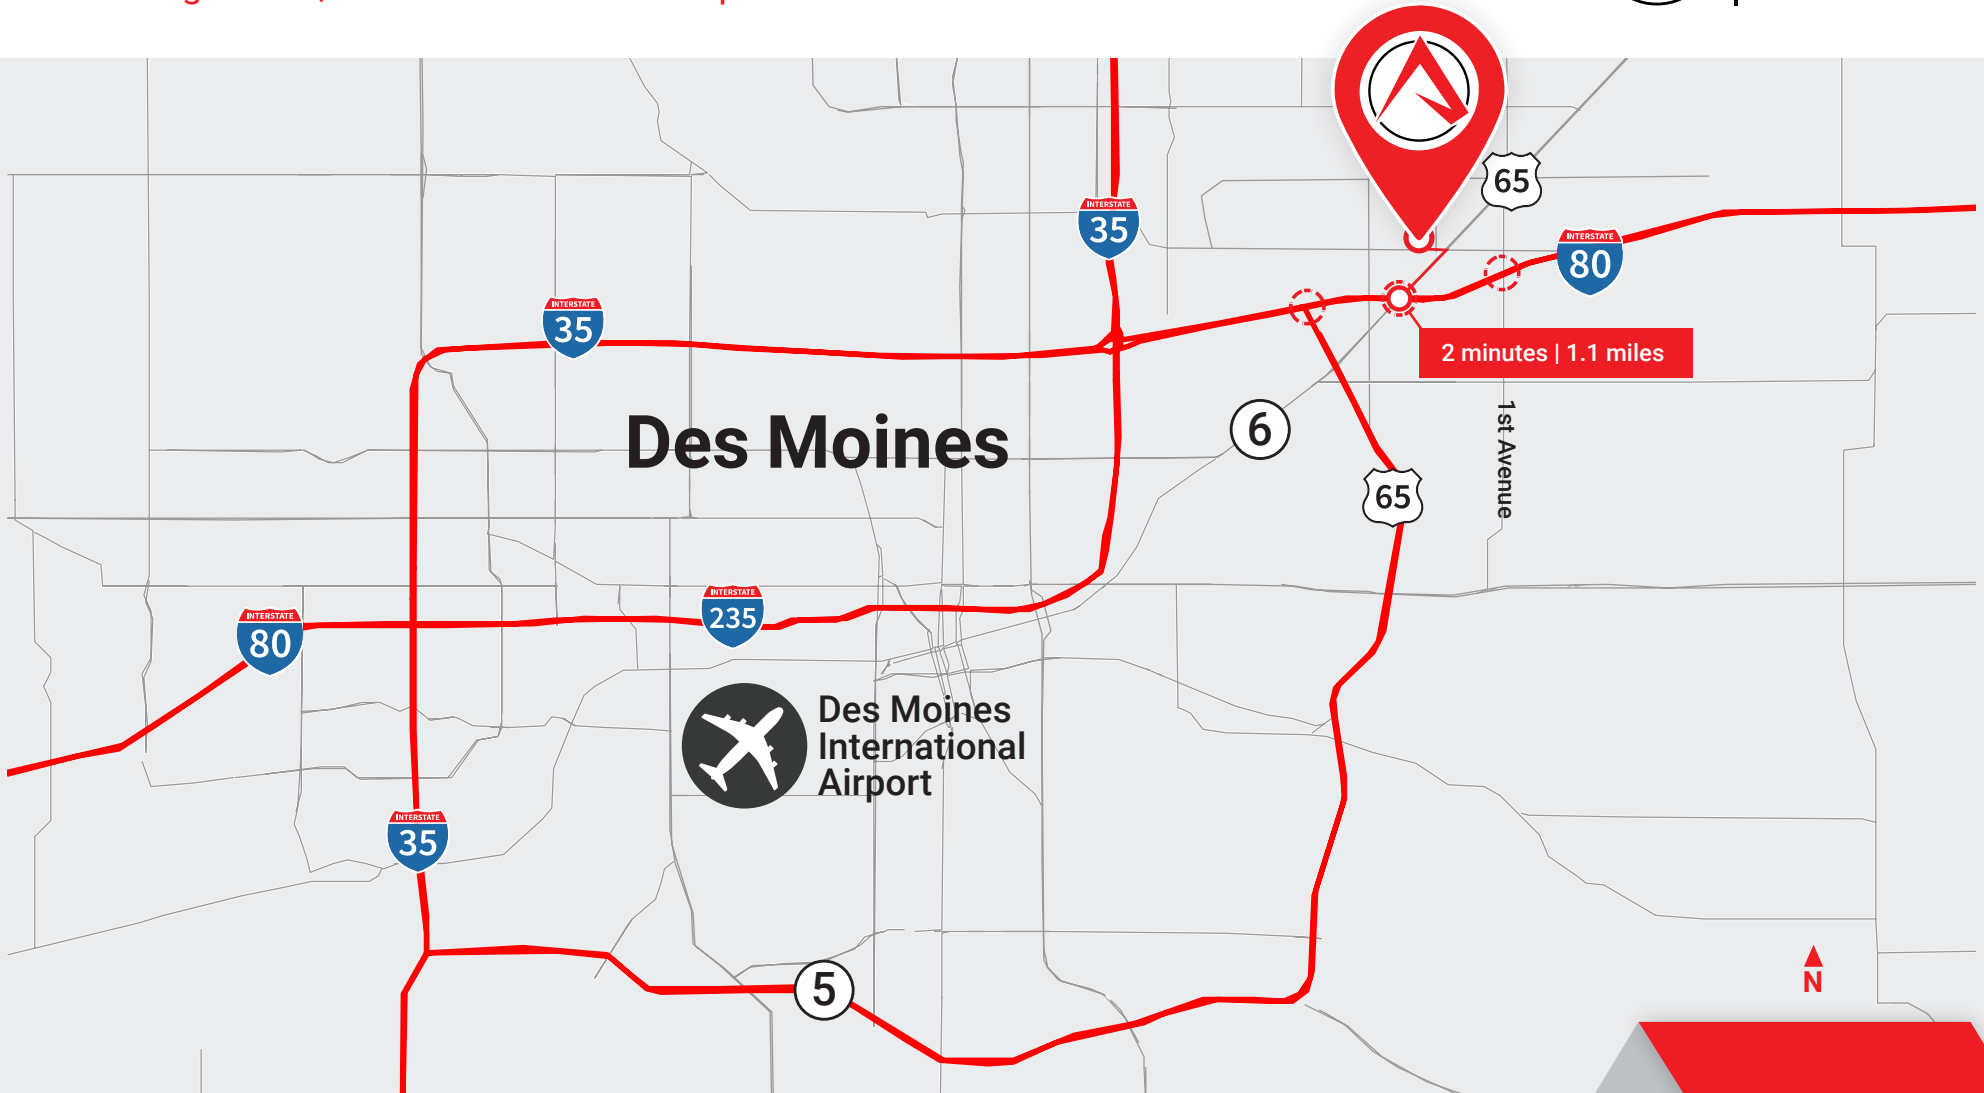 65
INTERSTATE
35
INTERSTATE
80
INTERSTATE
35
2 minutes | 1.1 miles
Des Moines
6
1st Avenue
65
INTERSTATE
235
INTERSTATE
80
Des Moines
International
Airport
INTERSTATE
35
5
N